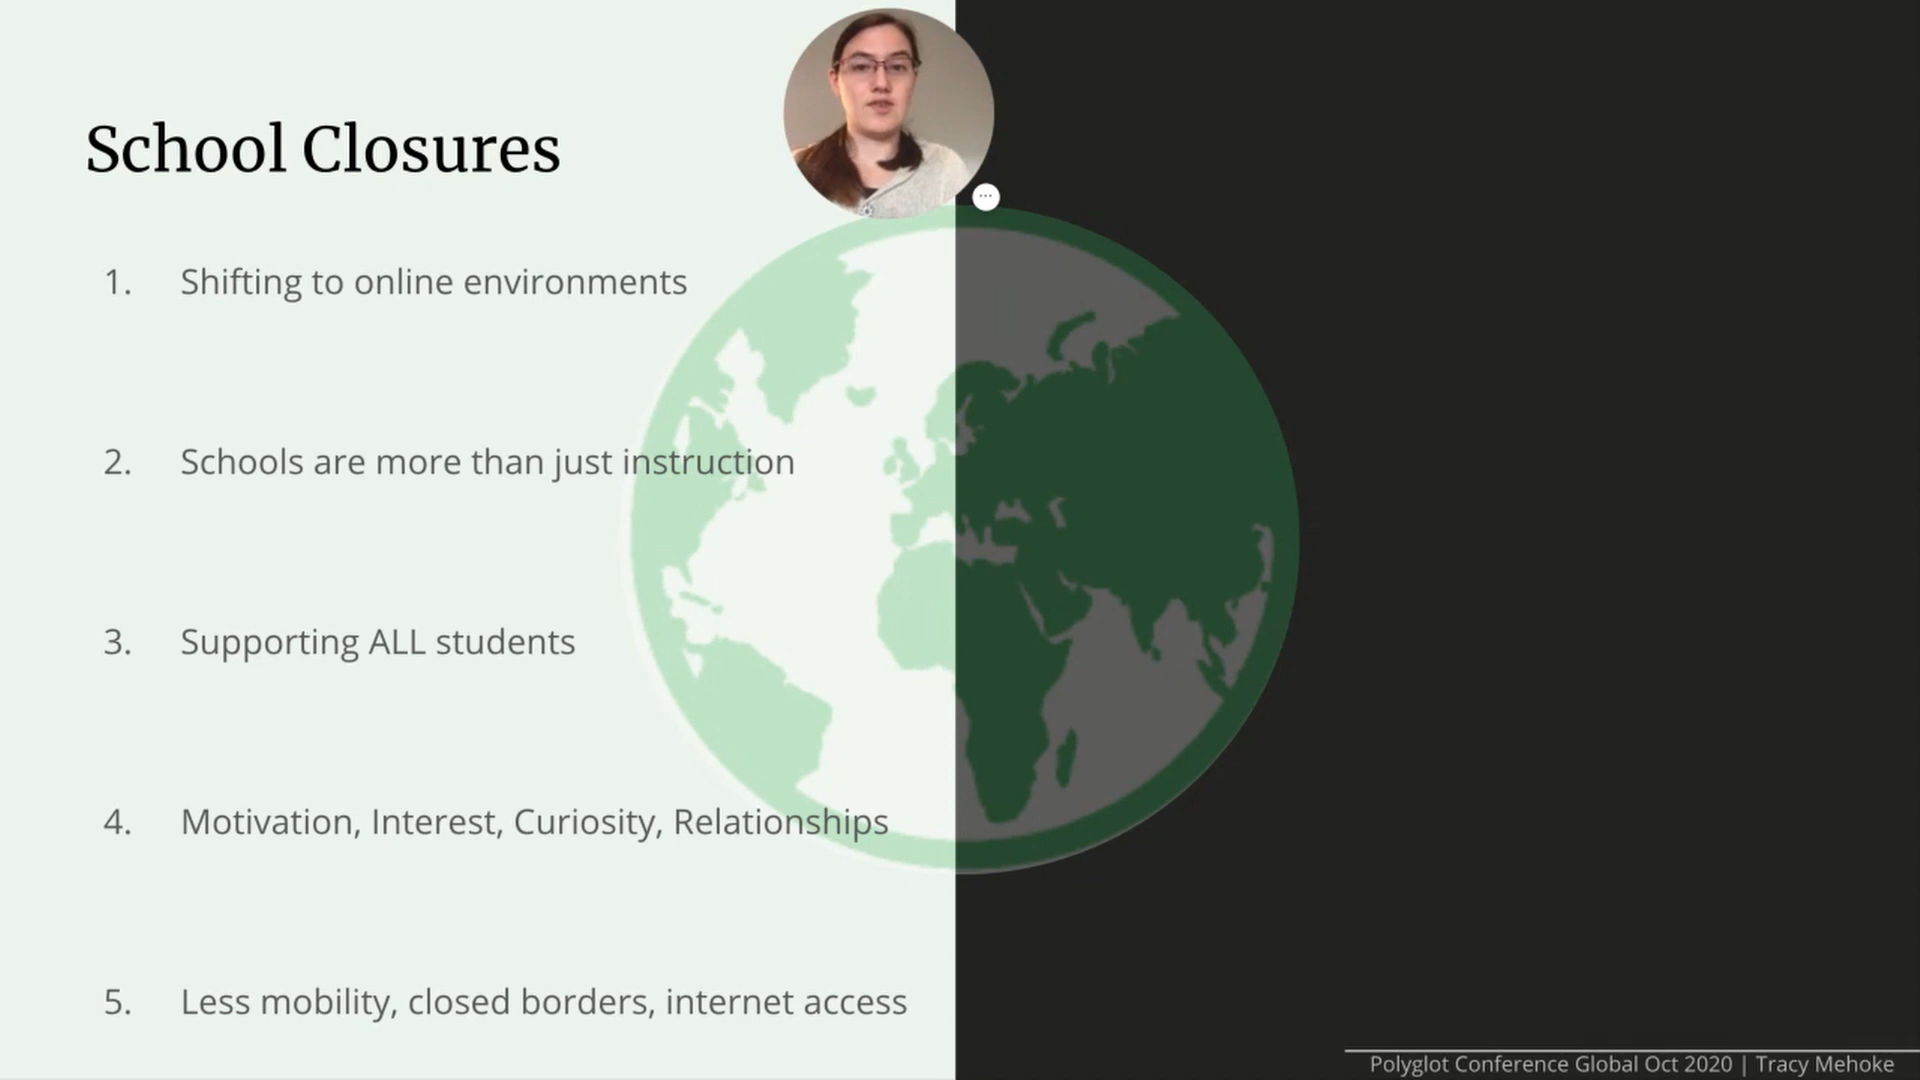 School Closures
1. Shifting to online environments
2. Schools are more than just instruction
3. Supporting ALL students
4. Motivation, Interest, Curiosity, Relationships
5. Less mobility, closed borders, internet access
Polyglot Conference Global Oct 2020 | Tracy Mehoke